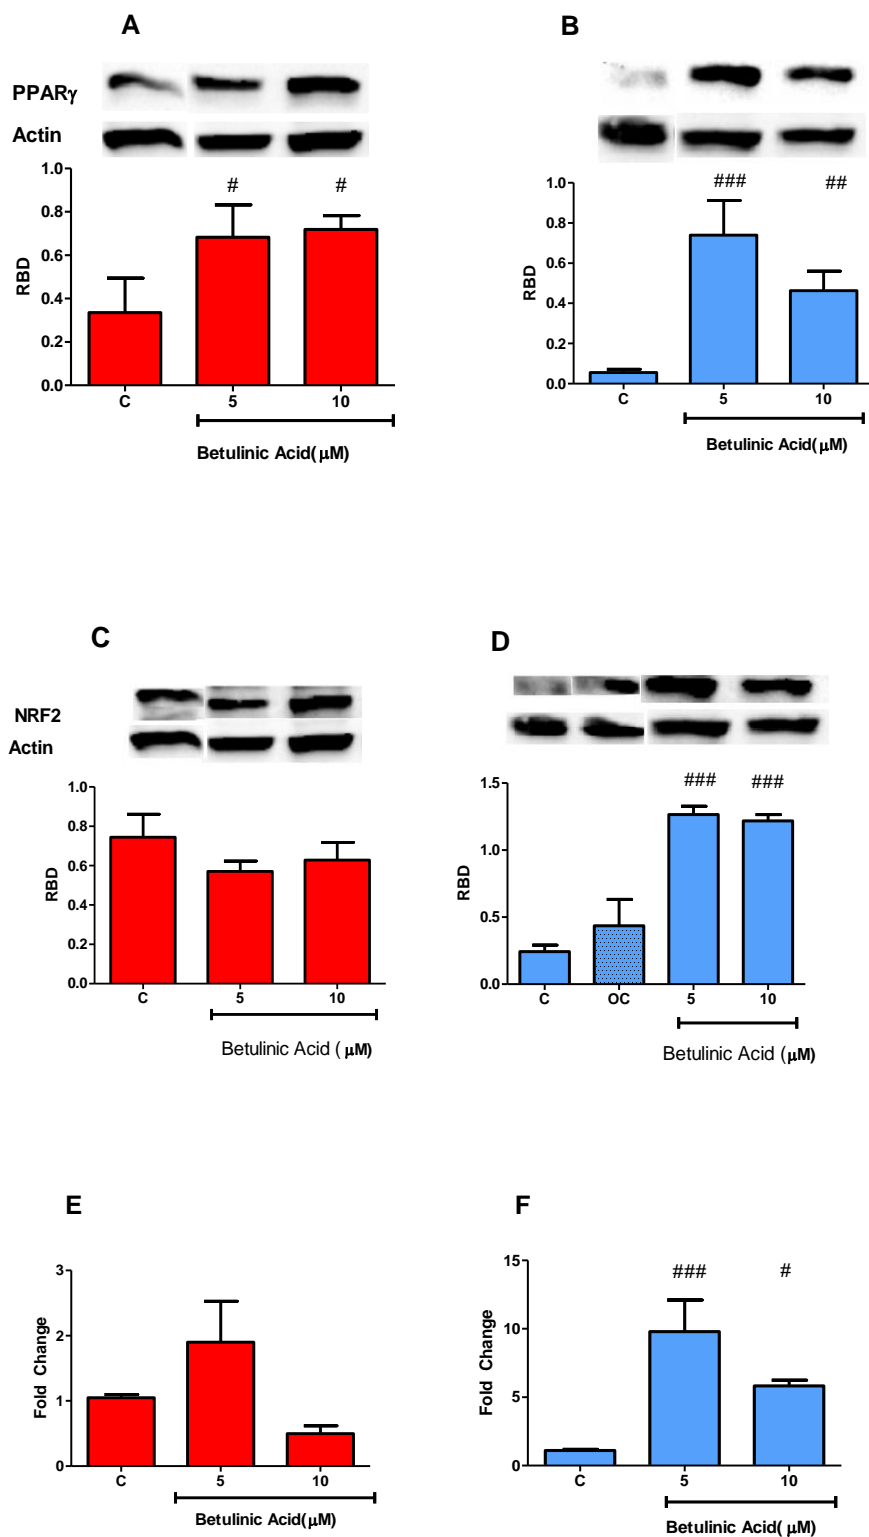 A
PPARγ
Actin
1.0
0.8
0.6
0.4
0.2
0.0
RBD
#
#
C
5
10
Betulinic Acid(μM)
B
1.0
0.8
0.6
0.4
0.2
0.0
RBD
###
##
C
5
10
Betulinic Acid(μM)
C
NRF2
Actin
1.0
0.8
0.6
0.4
0.2
0.0
RBD
C
5
10
Betulinic Acid ( μM)
D
1.5
1.0
0.5
0.0
RBD
###
###
C
OC
5
10
Betulinic Acid (μM)
E
3
2
1
0
Fold Change
C
5
10
Betulinic Acid(μM)
F
15
10
5
0
Fold Change
###
#
C
5
10
Betulinic Acid(μM)